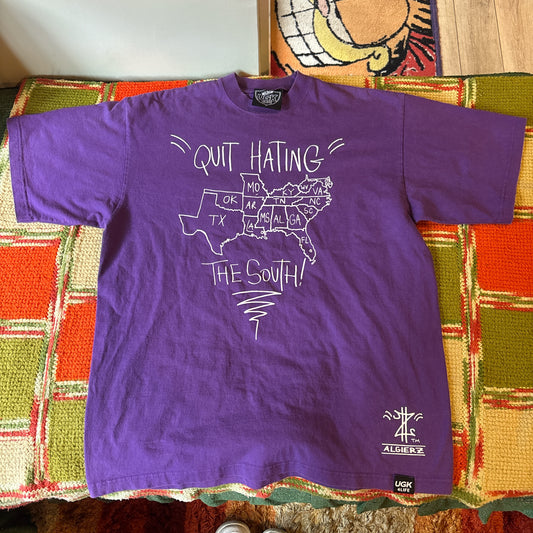 QUIT HATING
MO
KY
WV
VA
OK
AR
TN
NC
SC
TX
LA
MS
AL
GA
FL
THE SOUTH!
TM
ALGIERZ
UGK
4LIFE